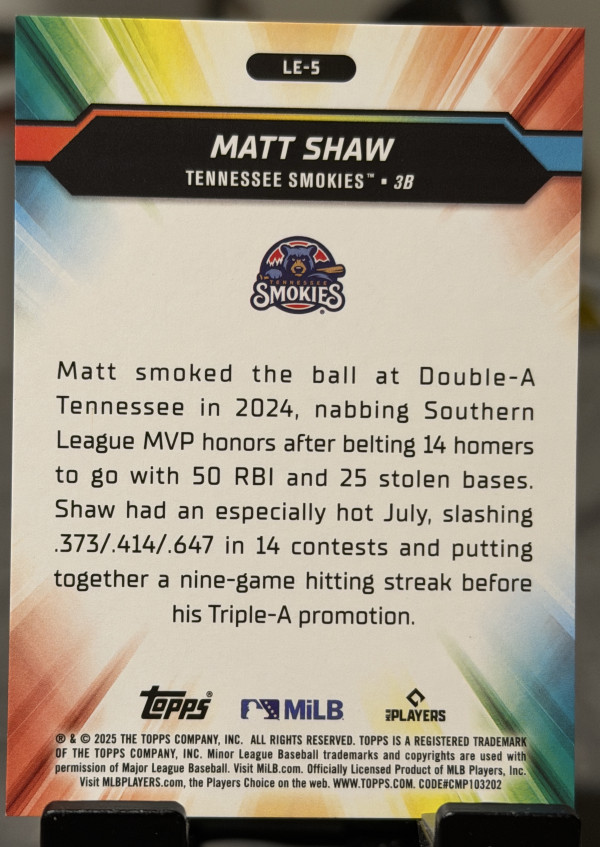 LE-5
MATT SHAW
TENNESSEE SMOKIES™ ▪ 3B
TENNESSEE
SMOKIES®
Matt smoked the ball at Double-A
Tennessee in 2024, nabbing Southern
League MVP honors after belting 14 homers
to go with 50 RBI and 25 stolen bases.
Shaw had an especially hot July, slashing
.373/.414/.647 in 14 contests and putting
together a nine-game hitting streak before
his Triple-A promotion.
Topps® MiLB MLB PLAYERS
® & © 2025 THE TOPPS COMPANY, INC. ALL RIGHTS RESERVED. TOPPS IS A REGISTERED TRADEMARK
OF THE TOPPS COMPANY, INC. Minor League Baseball trademarks and copyrights are used with
permission of Major League Baseball. Visit MiLB.com. Officially Licensed Product of MLB Players, Inc.
Visit MLBPLAYERS.com, the Players Choice on the web. WWW.TOPPS.COM. CODE#CMP103202